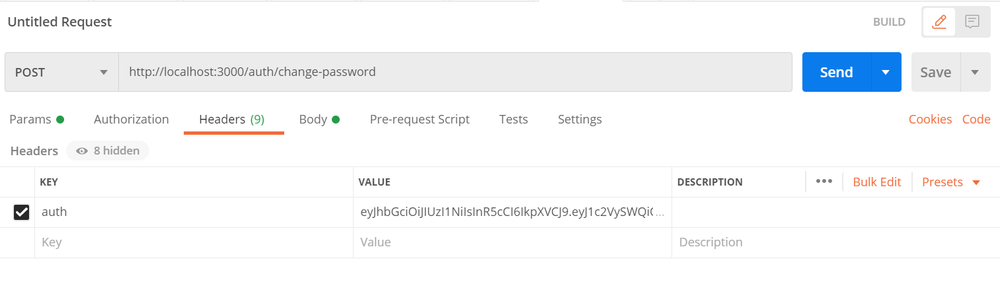 Untitled Request BUILD
POST http://localhost:3000/auth/change-password Send Save
Params Authorization Headers (9) Body Pre-request Script Tests Settings Cookies Code
Headers 8 hidden
KEY VALUE DESCRIPTION ••• Bulk Edit Presets
auth eyJhbGciOiJIUzI1NiIsInR5cCI6IkpXVCJ9.eyJ1c2VySWQiO...
Key Value Description